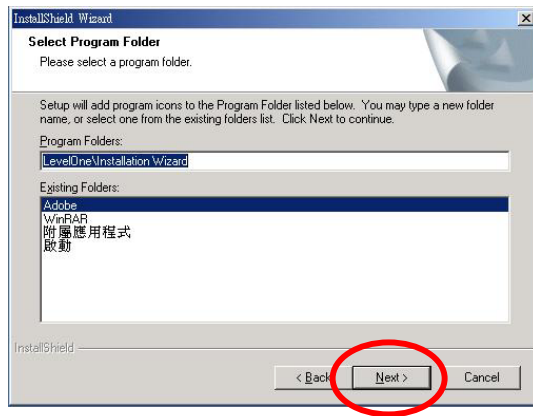 InstallShield Wizard
Select Program Folder
Please select a program folder.
Setup will add program icons to the Program Folder listed below. You may type a new folder
name, or select one from the existing folders list. Click Next to continue.
Program Folders:
LevelOne\Installation Wizard
Existing Folders:
Adobe
WinRAR
附屬應用程式
啟動
InstallShield
< Back Next > Cancel